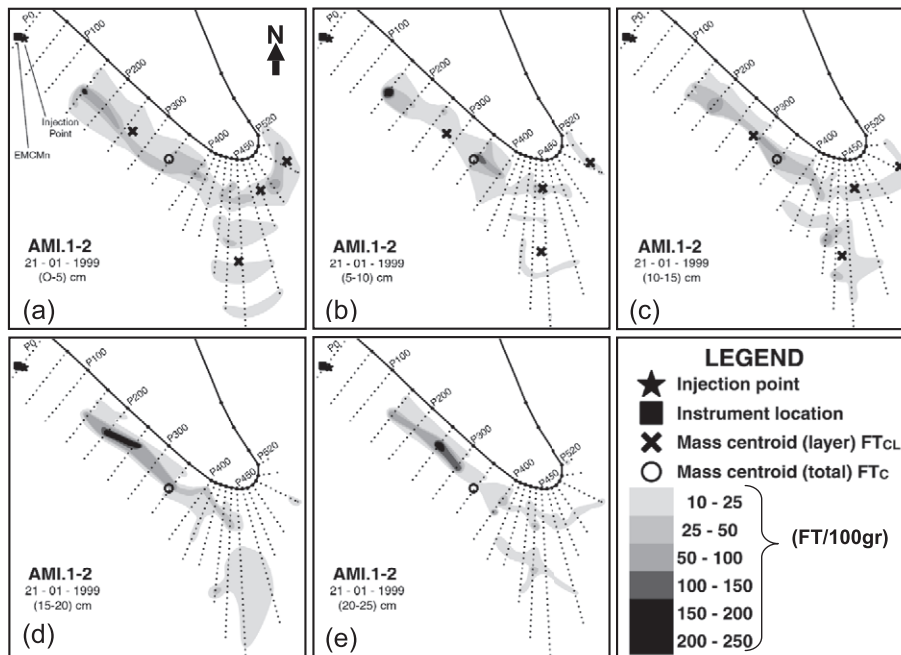 P0
P100
P200
P300
P400
P450
P520
N
Injection
Point
EMCMn
AMI.1-2
21 - 01 - 1999
(O-5) cm
(a)
P0
P100
P200
P300
P400
P450
P520
AMI.1-2
21 - 01 - 1999
(5-10) cm
(b)
P0
P100
P200
P300
P400
P450
P520
AMI.1-2
21 - 01 - 1999
(10-15) cm
(c)
P0
P100
P200
P300
P400
P450
P520
AMI.1-2
21 - 01 - 1999
(15-20) cm
(d)
P0
P100
P200
P300
P400
P450
P520
AMI.1-2
21 - 01 - 1999
(20-25) cm
(e)
LEGEND
Injection point
Instrument location
Mass centroid (layer) FTCL
Mass centroid (total) FTC
10 - 25
25 - 50
50 - 100
100 - 150
150 - 200
200 - 250
(FT/100gr)